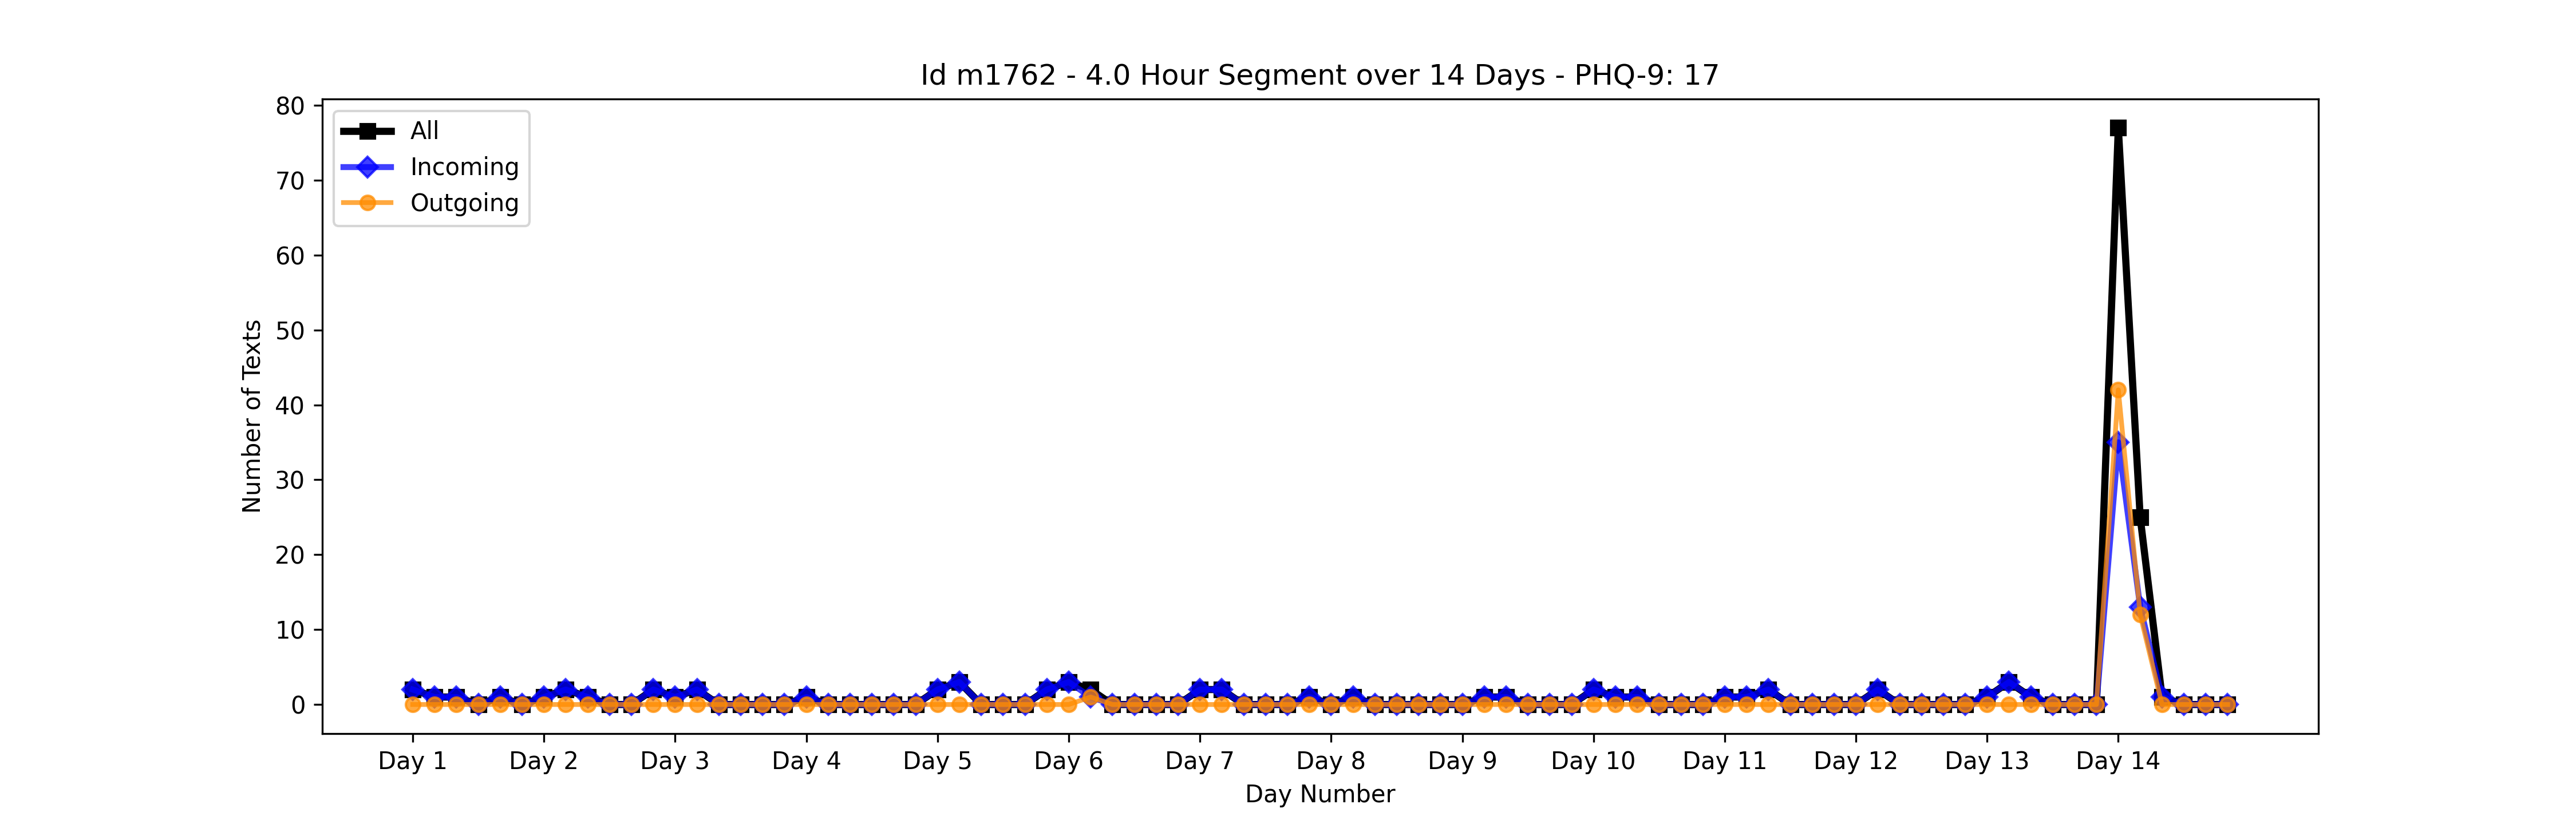 Id m1762 - 4.0 Hour Segment over 14 Days - PHQ-9: 17
All
Incoming
Outgoing
80
70
60
50
40
30
20
10
0
Number of Texts
Day 1 Day 2 Day 3 Day 4 Day 5 Day 6 Day 7 Day 8 Day 9 Day 10 Day 11 Day 12 Day 13 Day 14
Day Number